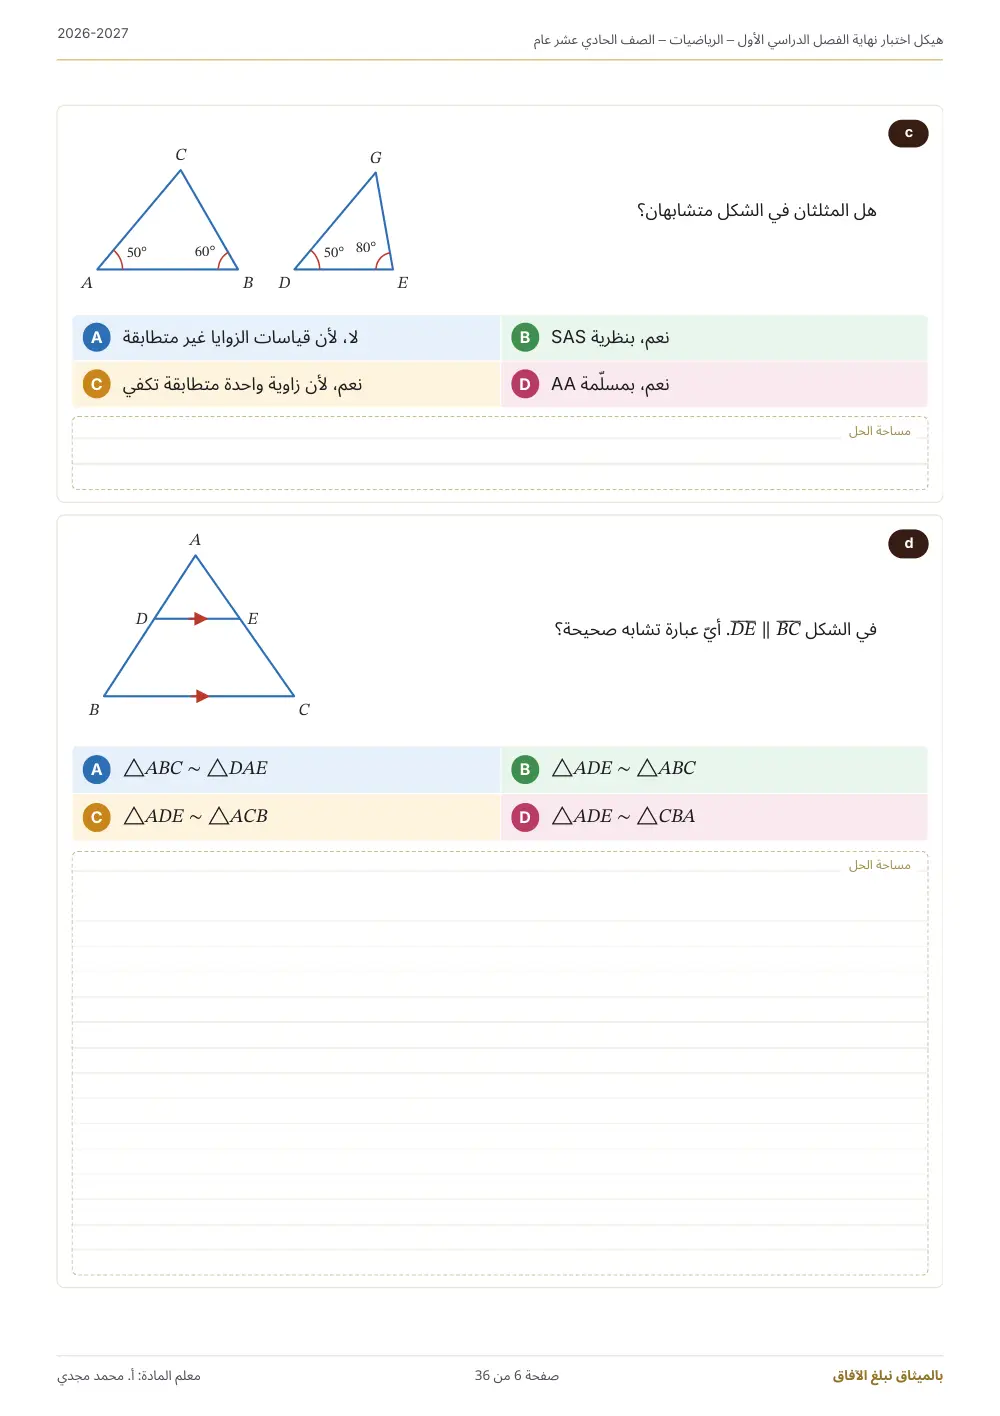 هيكل اختبار نهاية الفصل الدراسي الأول – الرياضيات – الصف الحادي عشر عام
2026-2027
c
هل المثلثان في الشكل متشابهان؟
C
G
50°
60°
50°
80°
A
B
D
E
A لا، لأن قياسات الزوايا غير متطابقة
B نعم، بنظرية SAS
C نعم، لأن زاوية واحدة متطابقة تكفي
D نعم، بمسلّمة AA
مساحة الحل
d
في الشكل $\overline{DE} \parallel \overline{BC}$. أيّ عبارة تشابه صحيحة؟
A
D
E
B
C
A △ABC ~ △DAE
B △ADE ~ △ABC
C △ADE ~ △ACB
D △ADE ~ △CBA
مساحة الحل
بالميثاق نبلغ الآفاق
صفحة 6 من 36
معلم المادة: أ. محمد مجدي